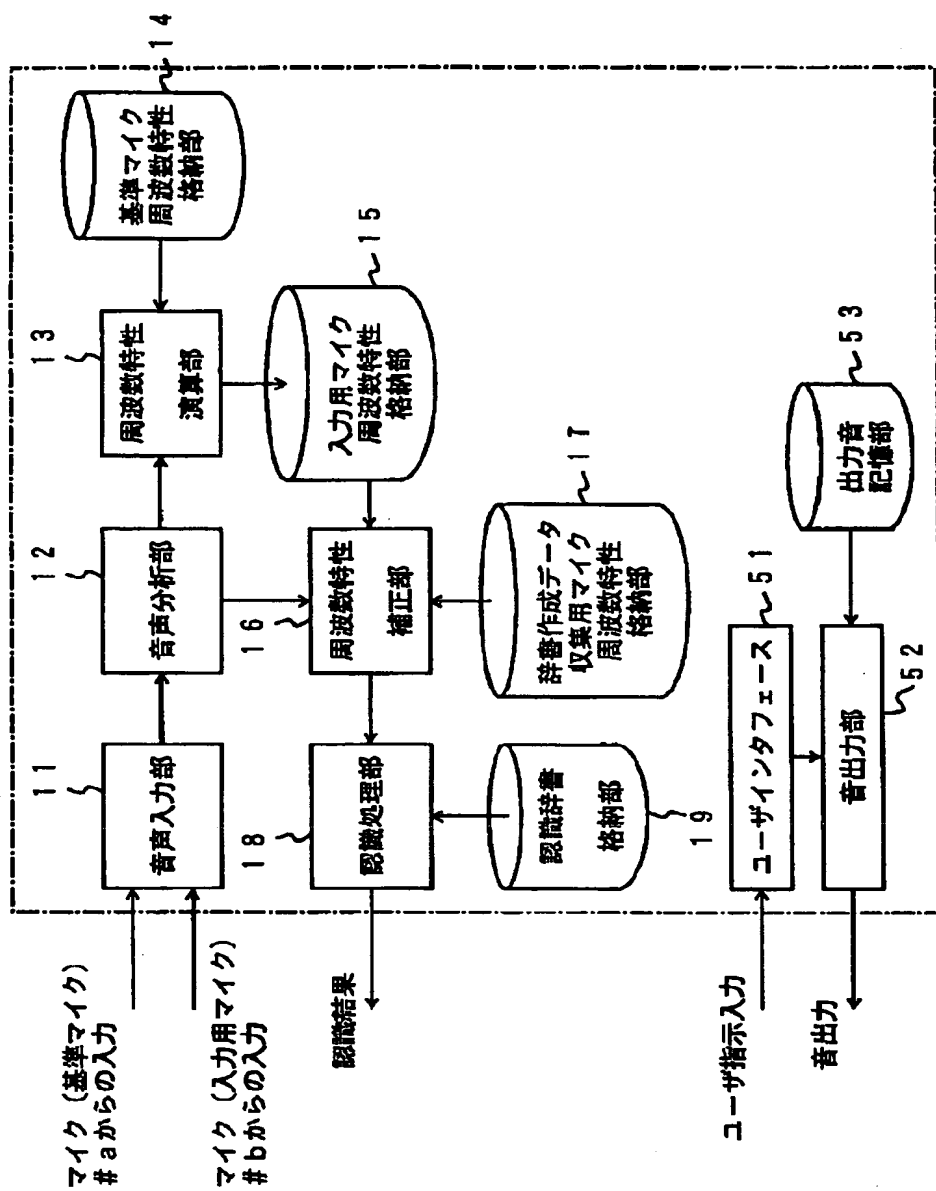 マイク(基準マイク)
#aからの入力
マイク(入力用マイク)
#bからの入力
11
音声入力部
12
音声分析部
13
周波数特性
演算部
14
基準マイク
周波数特性
格納部
15
入力用マイク
周波数特性
格納部
16
周波数特性
補正部
17
辞書作成データ
収集用マイク
周波数特性
格納部
18
認識処理部
認識結果
19
認識辞書
格納部
ユーザ指示入力
51
ユーザインタフェース
音出力
52
音出力部
53
出力音
記憶部